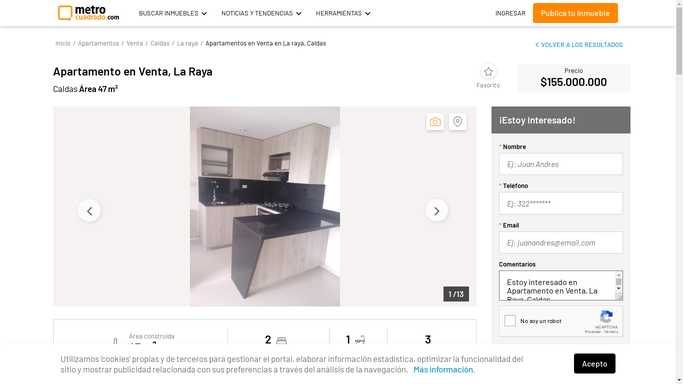 metro
cuadrado.com
BUSCAR INMUEBLES
NOTICIAS Y TENDENCIAS
HERRAMIENTAS
INGRESAR
Publica tu inmueble
Inicio / Apartamentos / Venta / Caldas / La raya / Apartamentos en Venta en La raya, Caldas
VOLVER A LOS RESULTADOS
Apartamento en Venta, La Raya
Caldas Área 47 m²
Favorito
Precio
$155.000.000
1 /13
¡Estoy Interesado!
* Nombre
Ej: Juan Andres
* Teléfono
Ej: 322*******
* Email
Ej: juanandres@email.com
Comentarios
Estoy interesado en
Apartamento en Venta, La
Raya, Caldas
No soy un robot
reCAPTCHA
Privacidad - Términos
Área construida
2
1
3
Utilizamos 'cookies' propias y de terceros para gestionar el portal, elaborar información estadística, optimizar la funcionalidad del
sitio y mostrar publicidad relacionada con sus preferencias a través del análisis de la navegación. Más información.
Acepto